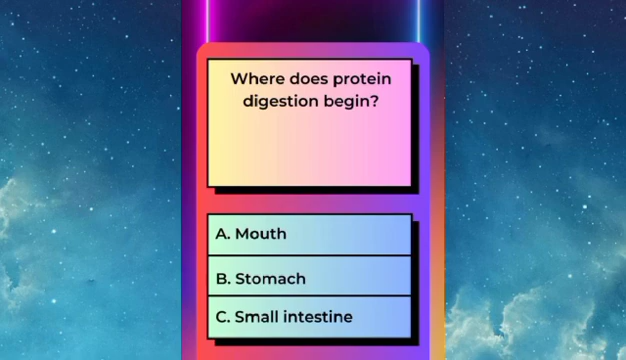 Where does protein
digestion begin?
A. Mouth
B. Stomach
C. Small intestine